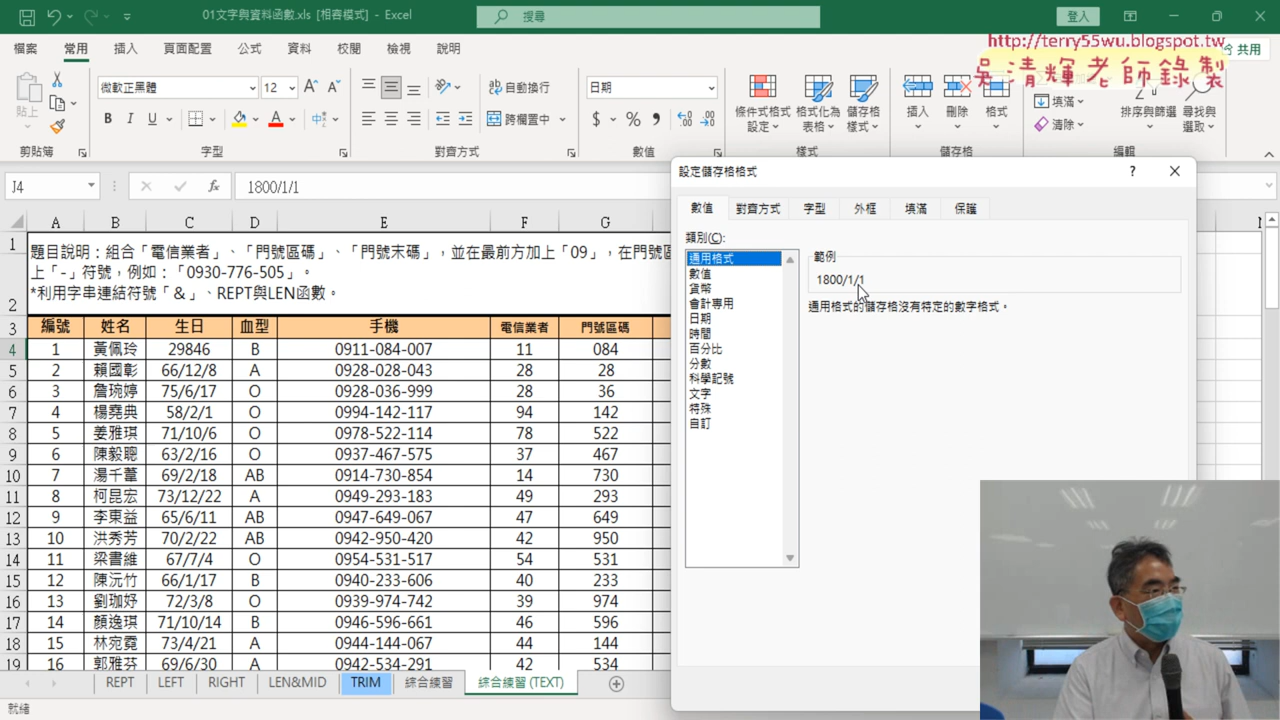 01文字與資料函數.xls [相容模式] - Excel
搜尋
登入
檔案 常用 插入 頁面配置 公式 資料 校閱 檢視 說明
共用
http://terry55wu.blogspot.tw
吳清輝老師錄製
貼上
剪貼簿
微軟正黑體 12
B I U A
字型
自動換行
跨欄置中
對齊方式
日期
$ % ,
數值
條件式格式設定
格式化為表格
儲存格樣式
樣式
插入 刪除 格式
儲存格
填滿
清除
排序與篩選
尋找與選取
編輯
J4
fx
1800/1/1
A B C D E F G
1 題目說明：組合「電信業者」、「門號區碼」、「門號末碼」，並在最前方加上「09」，在門號區
上「-」符號，例如：「0930-776-505」。
2 *利用字串連結符號「&」、REPT與LEN函數。
3 編號 姓名 生日 血型 手機 電信業者 門號區碼
4 1 黃佩玲 29846 B 0911-084-007 11 084
5 2 賴國彰 66/12/8 A 0928-028-043 28 28
6 3 詹琬婷 75/6/17 O 0928-036-999 28 36
7 4 楊堯典 58/2/1 O 0994-142-117 94 142
8 5 姜雅琪 71/10/6 O 0978-522-114 78 522
9 6 陳毅聰 63/2/16 O 0937-467-575 37 467
10 7 湯千葦 69/2/18 AB 0914-730-854 14 730
11 8 柯昆宏 73/12/22 A 0949-293-183 49 293
12 9 李東益 65/6/11 AB 0947-649-067 47 649
13 10 洪秀芳 70/2/22 AB 0942-950-420 42 950
14 11 梁書維 67/7/4 O 0954-531-517 54 531
15 12 陳沅竹 66/1/17 B 0940-233-606 40 233
16 13 劉珈妤 72/3/8 O 0939-974-742 39 974
17 14 顏逸琪 71/10/14 B 0946-596-661 46 596
18 15 林宛霓 73/4/21 A 0944-144-067 44 144
19 16 郭雅芬 69/6/30 A 0942-534-291 42 534
設定儲存格格式
?
數值 對齊方式 字型 外框 填滿 保護
類別(C):
通用格式
數值
貨幣
會計專用
日期
時間
百分比
分數
科學記號
文字
特殊
自訂
範例
1800/1/1
通用格式的儲存格沒有特定的數字格式。
REPT LEFT RIGHT LEN&MID TRIM 綜合練習 綜合練習 (TEXT)
就緒